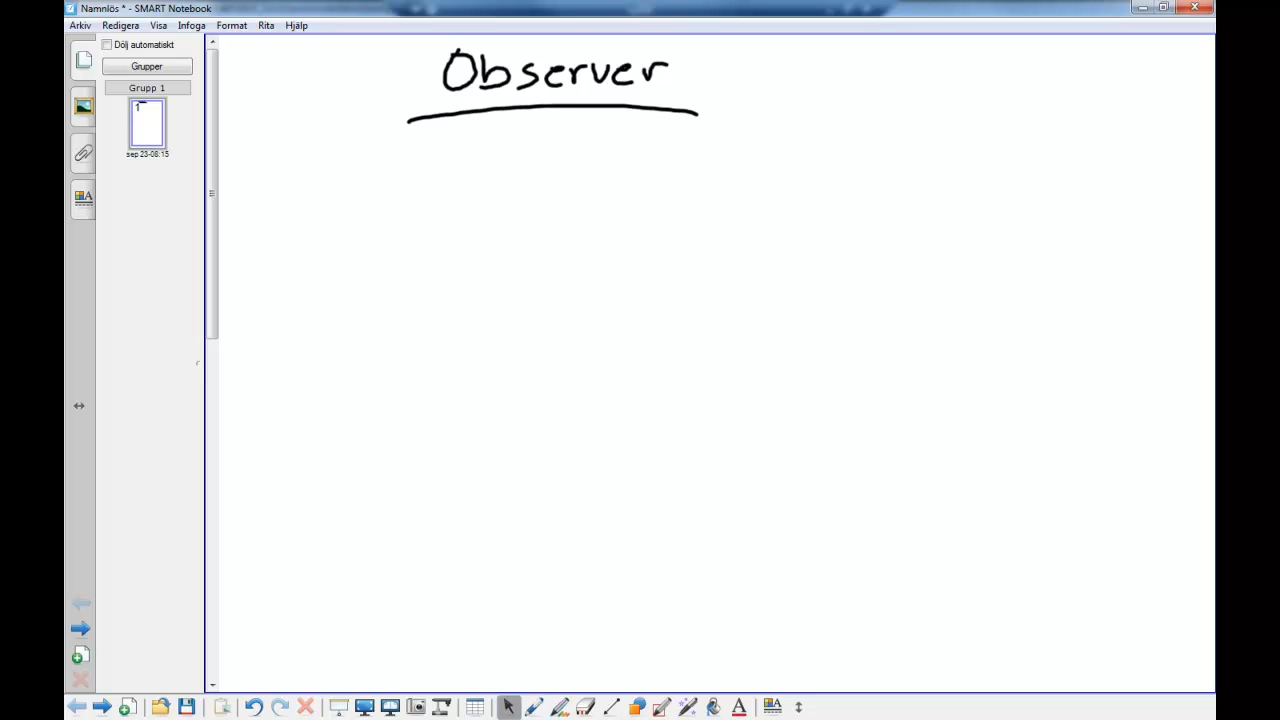 Namnlös * - SMART Notebook
Arkiv Redigera Visa Infoga Format Rita Hjälp
Dölj automatiskt
Grupper
Grupp 1
1
sep 23-08:15
Observer